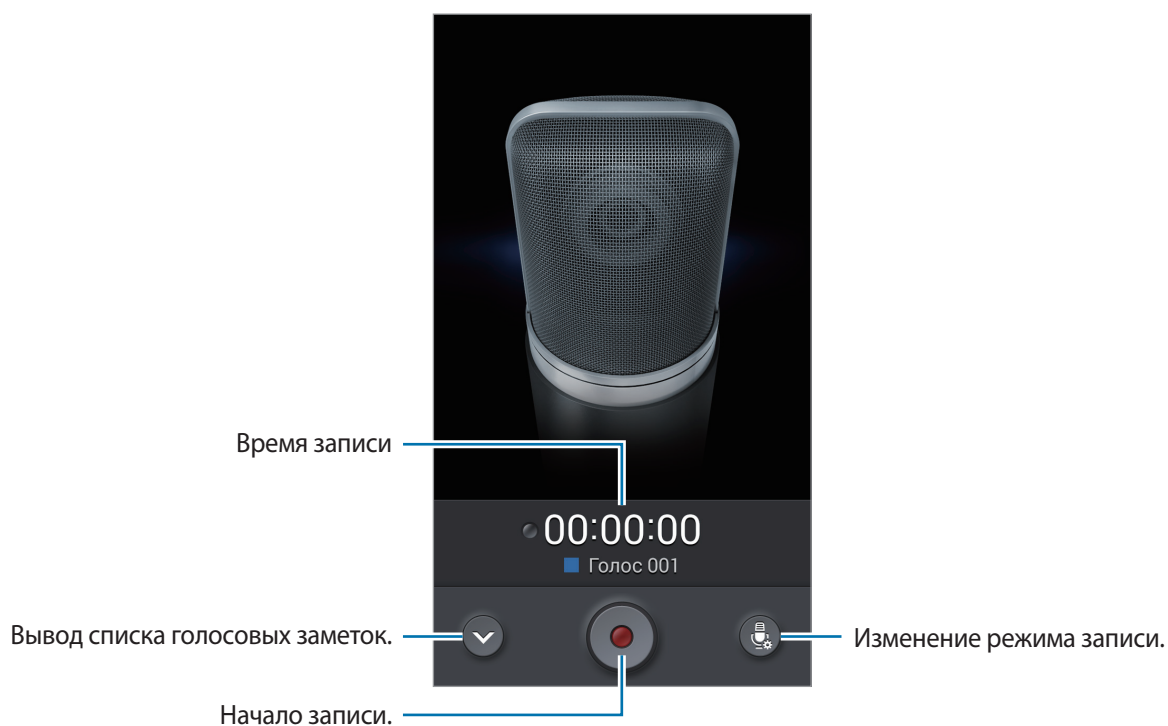 Время записи
00:00:00
Голос 001
Вывод списка голосовых заметок.
Изменение режима записи.
Начало записи.